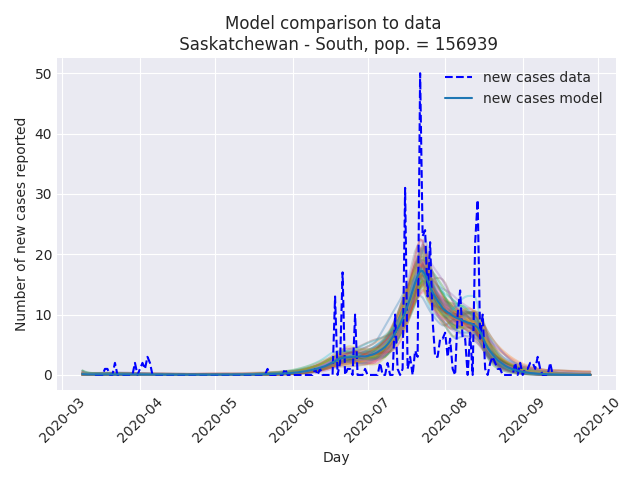 Model comparison to data
Saskatchewan - South, pop. = 156939
new cases data
new cases model
Number of new cases reported
50
40
30
20
10
0
2020-03
2020-04
2020-05
2020-06
2020-07
2020-08
2020-09
2020-10
Day